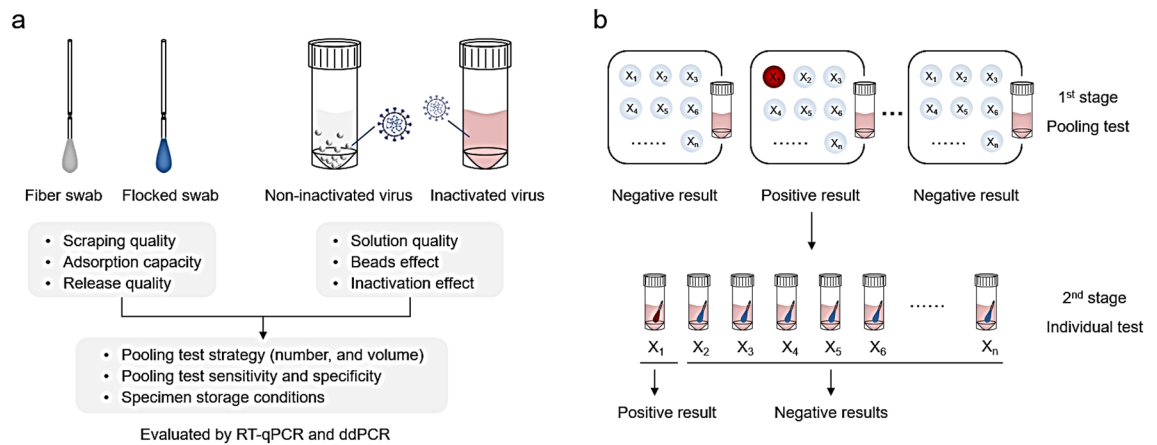 a
Fiber swab
Flocked swab
Non-inactivated virus
Inactivated virus
• Scraping quality
• Adsorption capacity
• Release quality
• Solution quality
• Beads effect
• Inactivation effect
• Pooling test strategy (number, and volume)
• Pooling test sensitivity and specificity
• Specimen storage conditions
Evaluated by RT-qPCR and ddPCR
b
X1 X2 X3
X4 X5 X6
...... Xn
Negative result
X1 X2 X3
X4 X5 X6
...... Xn
Positive result
...
X1 X2 X3
X4 X5 X6
...... Xn
Negative result
1st stage
Pooling test
......
2nd stage
Individual test
X1 X2 X3 X4 X5 X6 Xn
Positive result
Negative results